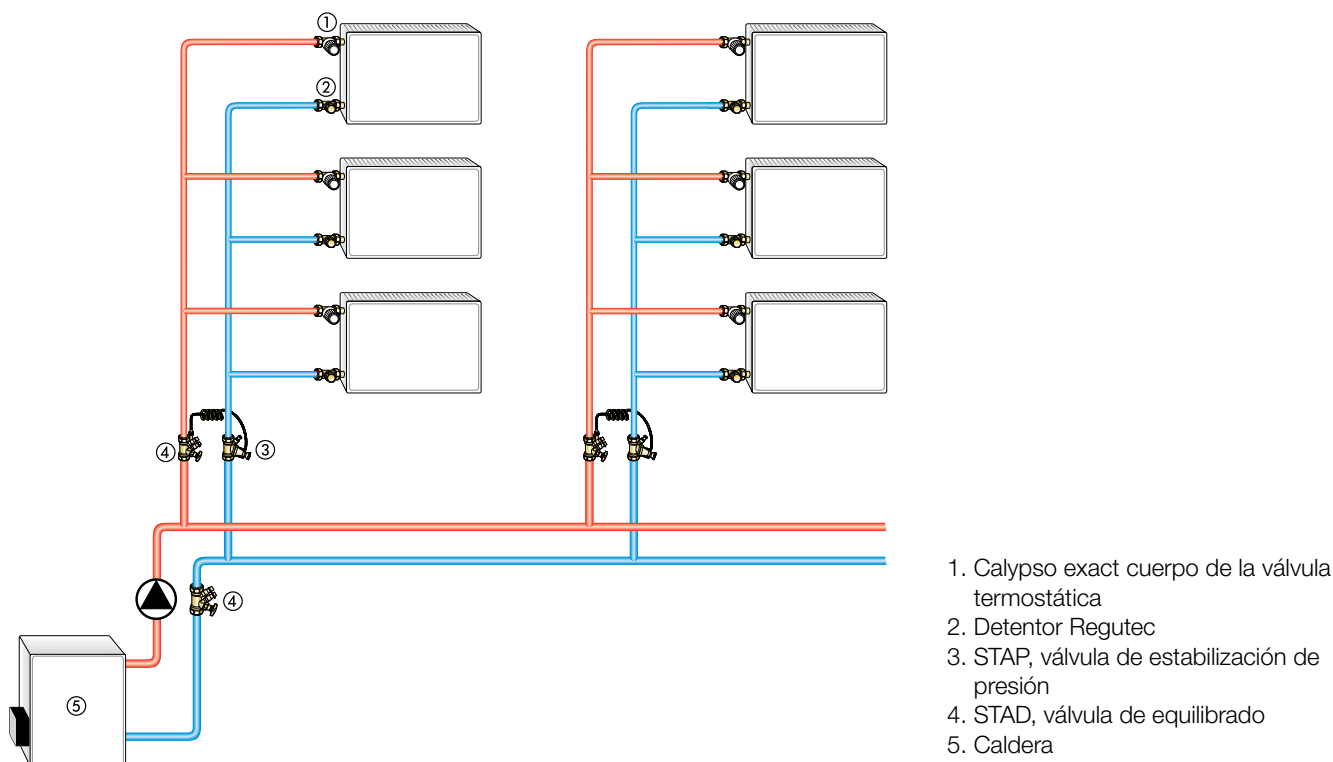 ①
②
④
③
④
⑤
1. Calypso exact cuerpo de la válvula
termostática
2. Detentor Regutec
3. STAP, válvula de estabilización de
presión
4. STAD, válvula de equilibrado
5. Caldera